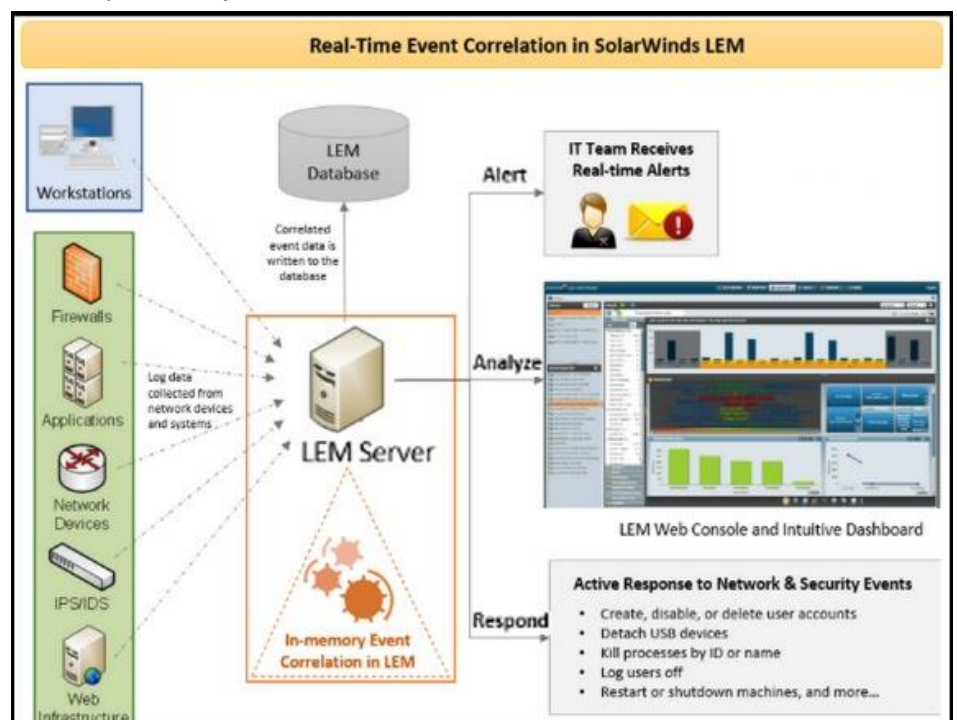 Real-Time Event Correlation in SolarWinds LEM
Workstations
Firewalls
Applications
Network
Devices
IPS/IDS
Web
Infrastructure
Log data
collected from
network devices
and systems
LEM
Database
Correlated
event data is
written to the
database
LEM Server
In-memory Event
Correlation in LEM
Alert
IT Team Receives
Real-time Alerts
Analyze
LEM Web Console and Intuitive Dashboard
Respond
Active Response to Network & Security Events
• Create, disable, or delete user accounts
• Detach USB devices
• Kill processes by ID or name
• Log users off
• Restart or shutdown machines, and more...